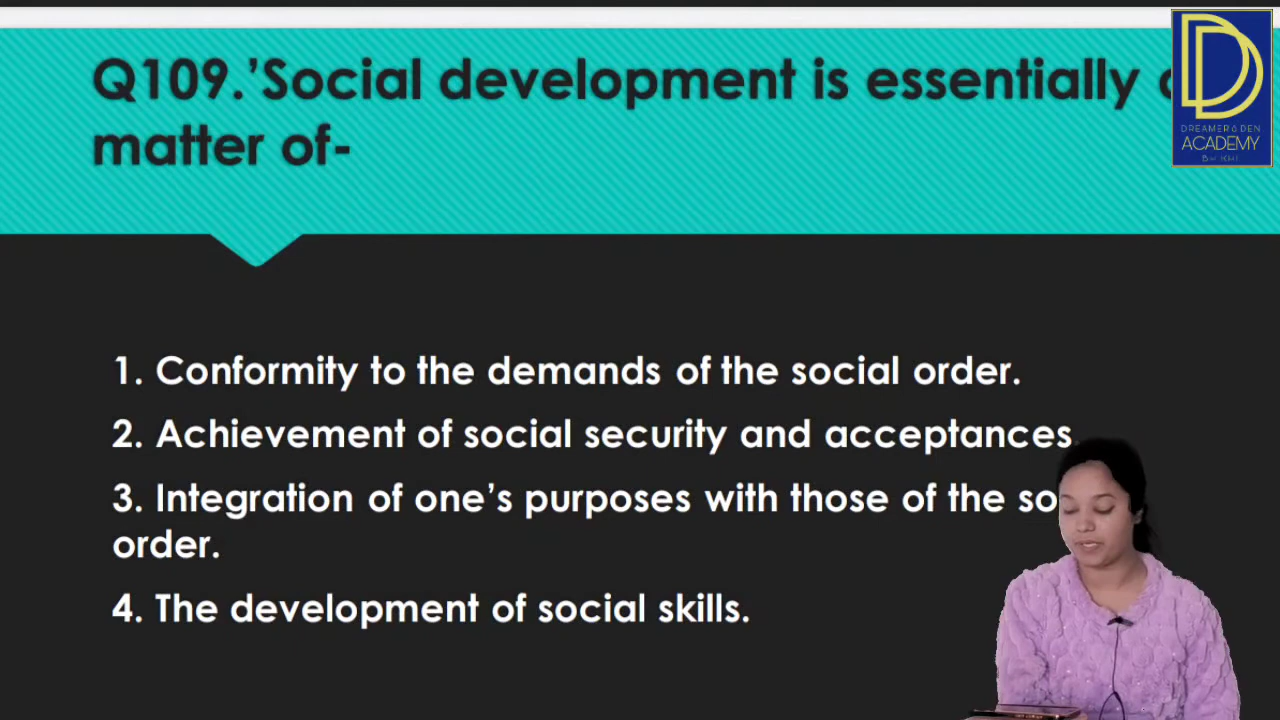 Q109.’Social development is essentially
matter of-
1. Conformity to the demands of the social order.
2. Achievement of social security and acceptances.
3. Integration of one’s purposes with those of the
order.
4. The development of social skills.
DREAMER DEN
ACADEMY